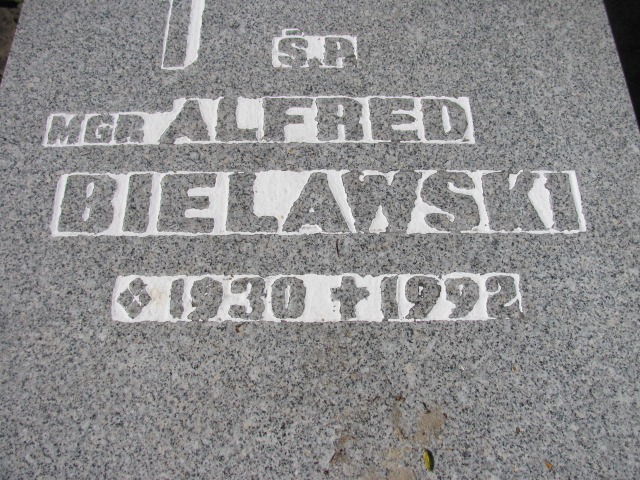 Ś.P.
MGR ALFRED
BIELAWSKI
1930 ✝ 1992